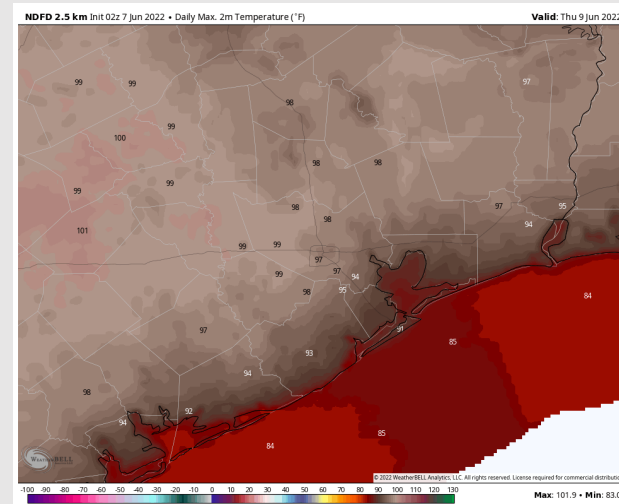 NDFD 2.5 km Init 02z 7 Jun 2022 • Daily Max. 2m Temperature (°F)
Valid: Thu 9 Jun 2022
99 99 97
98
99
100
98 98
99 99
98 97 95
98 94
101
99 99
97
99 97 94
98 95 84
97 91
85
93
94
98
92
94
85
84
WeatherBELL
© 2022 WeatherBELL Analytics, LLC. All rights reserved. License required for commercial distributi
-100 -90 -80 -70 -60 -50 -40 -30 -20 -10 0 10 20 30 40 50 60 70 80 90 100 110 120 130
Max: 101.9 • Min: 83.0